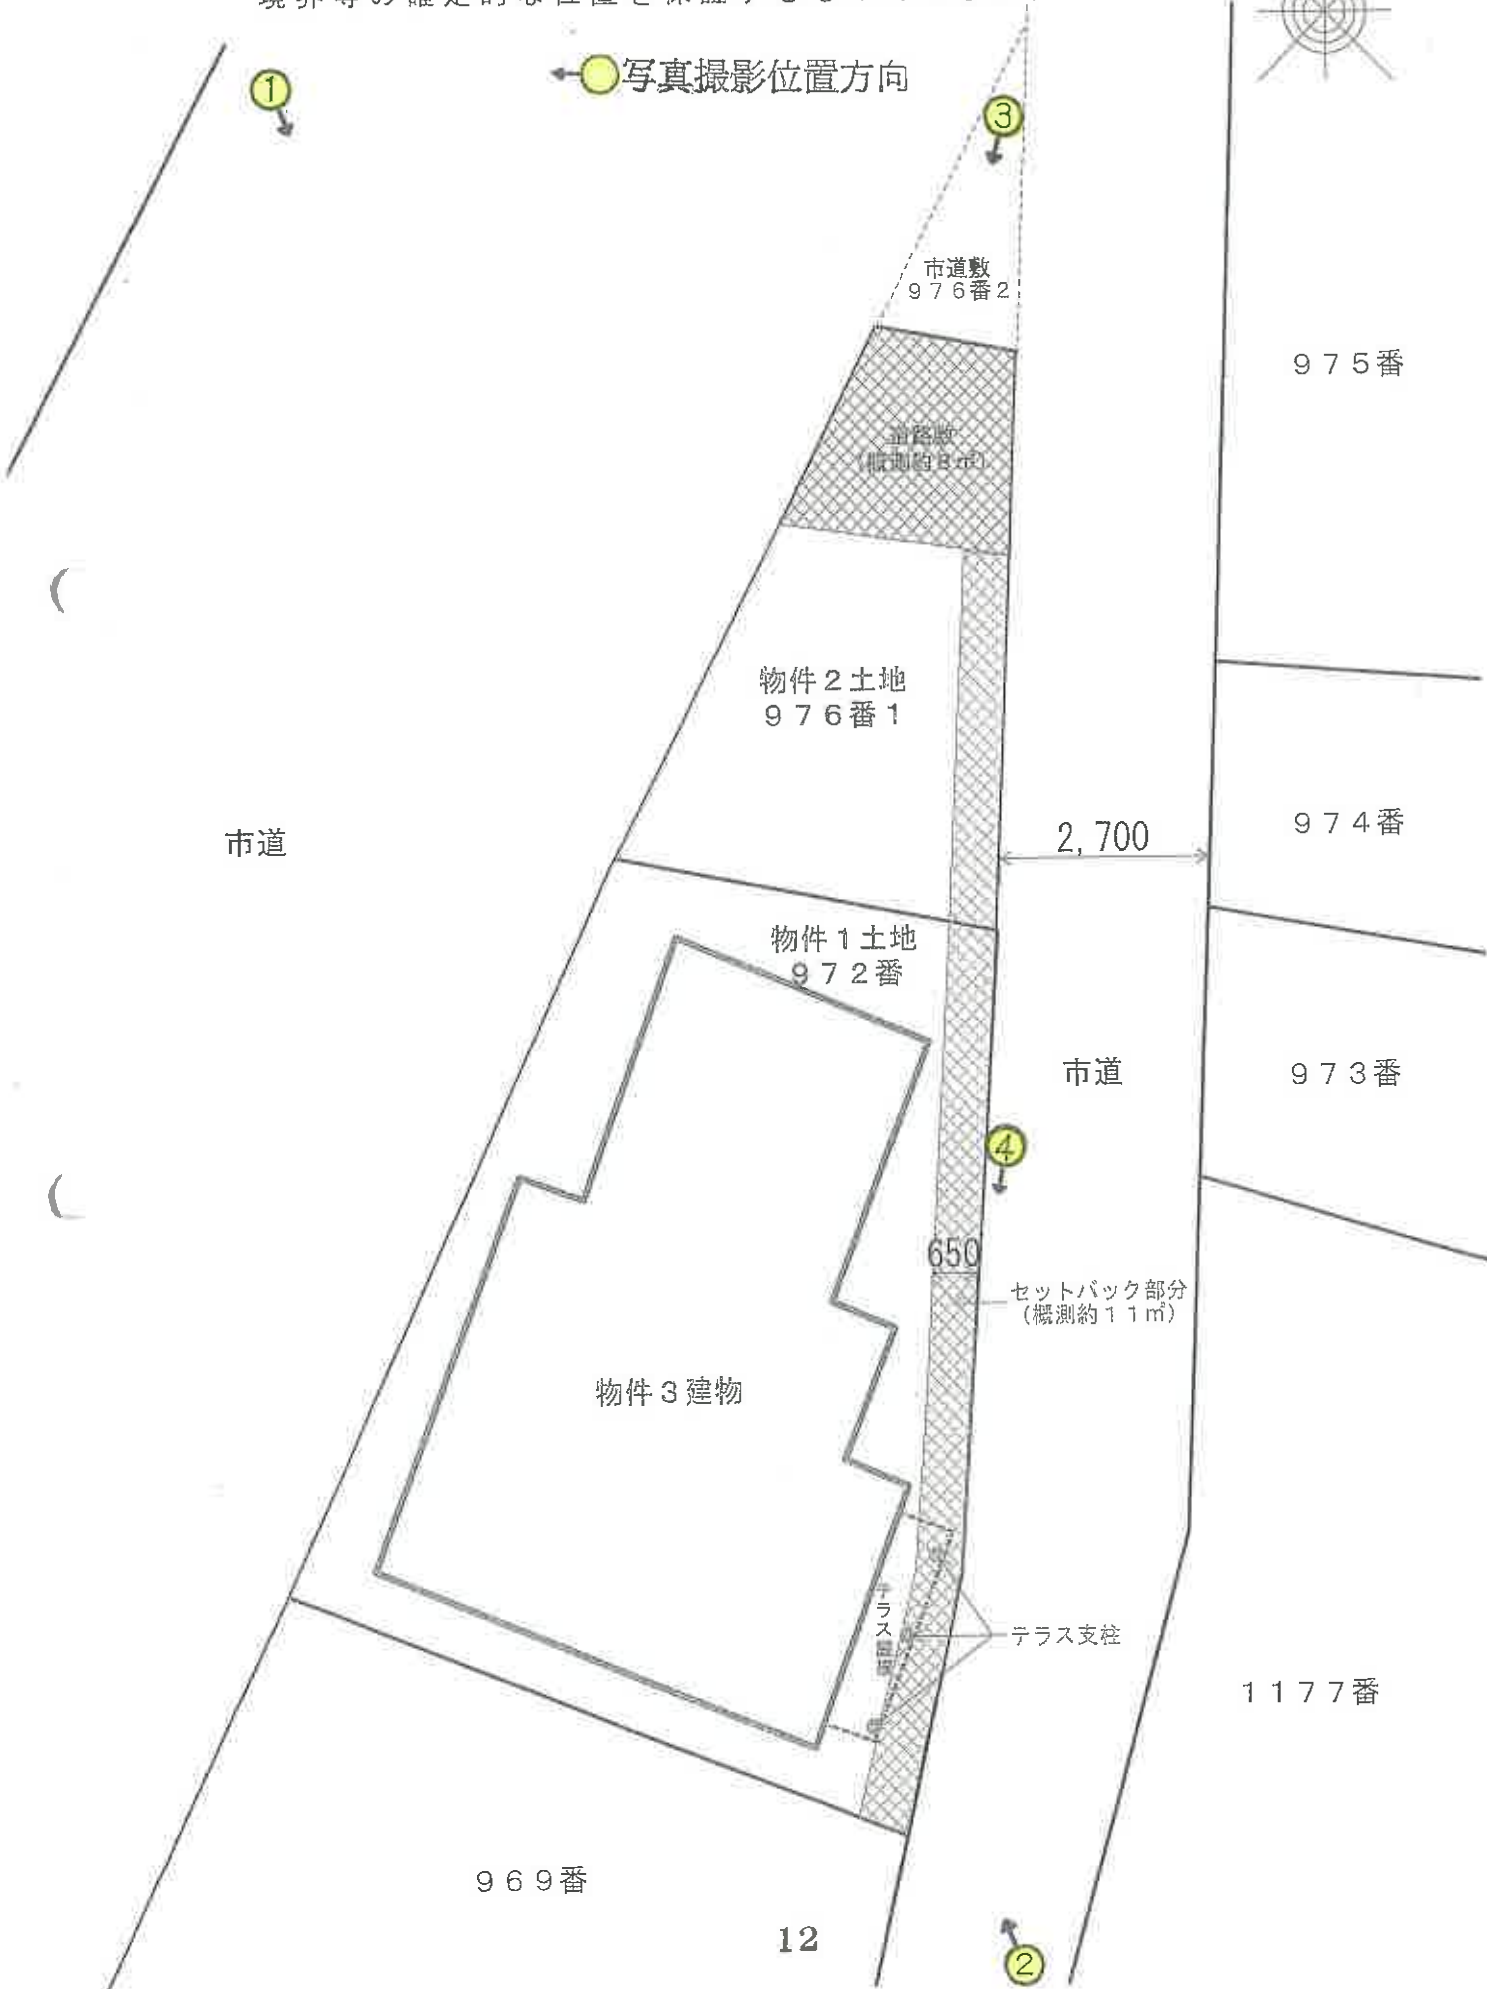 ①
←○写真撮影位置方向
③
市道敷
976番2
975番
道路敷
(概測約8㎡)
物件2土地
976番1
市道
2,700
974番
物件1土地
972番
市道
973番
④
650
セットバック部分
(概測約11㎡)
物件3建物
テラス
テラス支柱
1177番
969番
12
②